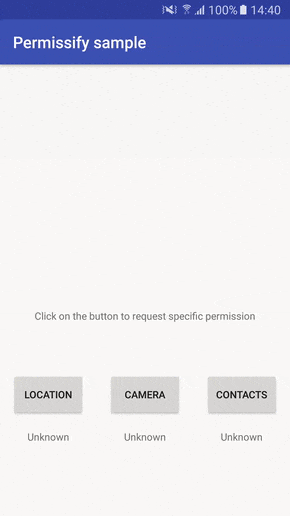 100% 14:40
Permissify sample
Click on the button to request specific permission
LOCATION CAMERA CONTACTS
Unknown Unknown Unknown